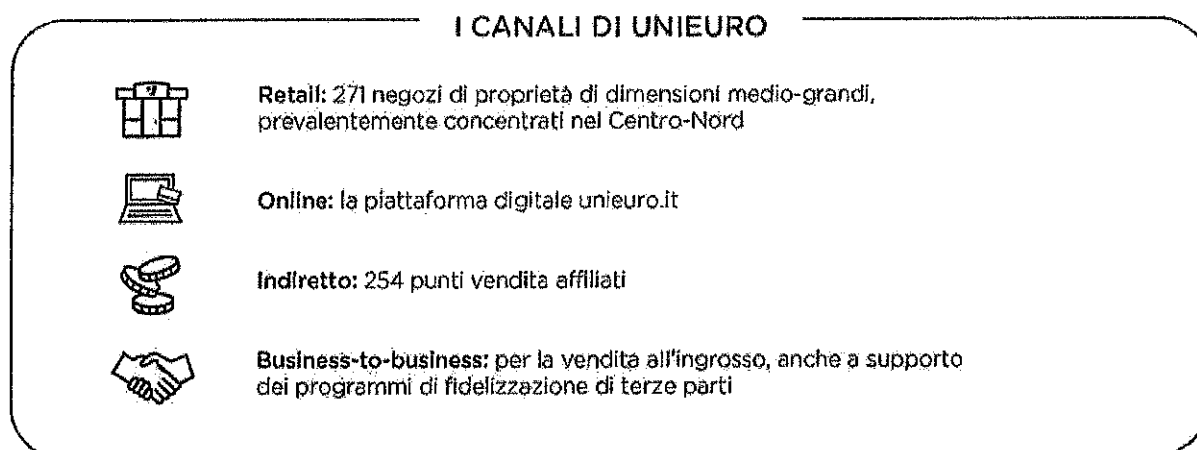 I CANALI DI UNIEURO
Retail: 271 negozi di proprietà di dimensioni medio-grandi,
prevalentemente concentrati nel Centro-Nord
Online: la piattaforma digitale unieuro.it
Indiretto: 254 punti vendita affiliati
Business-to-business: per la vendita all'ingrosso, anche a supporto
dei programmi di fidelizzazione di terze parti